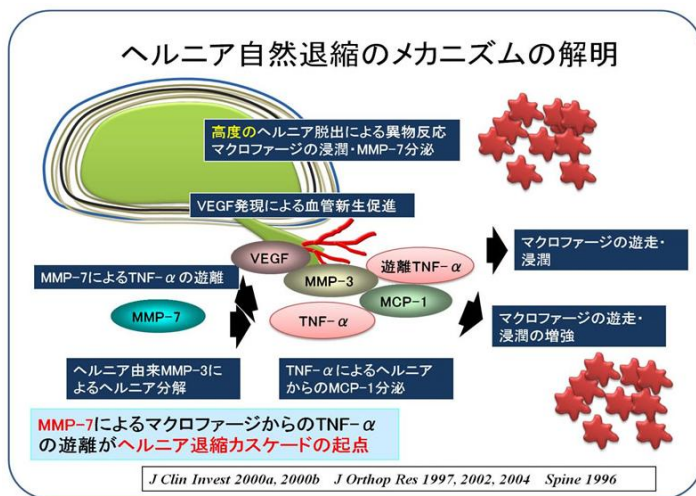 ヘルニア自然退縮のメカニズムの解明
高度のヘルニア脱出による異物反応
マクロファージの浸潤・MMP-7分泌
VEGF発現による血管新生促進
VEGF
MMP-7によるTNF-αの遊離
MMP-3
遊離TNF-α
マクロファージの遊走・
浸潤
MMP-7
MCP-1
TNF-α
マクロファージの遊走・
浸潤の増強
ヘルニア由来MMP-3に
よるヘルニア分解
TNF-αによるヘルニア
からのMCP-1分泌
MMP-7によるマクロファージからのTNF-α
の遊離がヘルニア退縮カスケードの起点
J Clin Invest 2000a, 2000b J Orthop Res 1997, 2002, 2004 Spine 1996